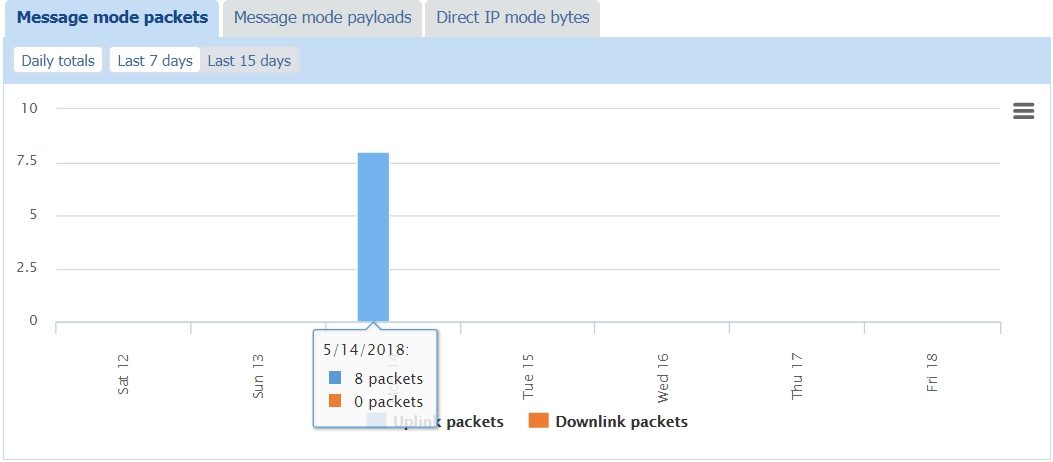 Message mode packets Message mode payloads Direct IP mode bytes
Daily totals Last 7 days Last 15 days
10
7.5
5
2.5
0
Sat 12 Sun 13 Tue 15 Wed 16 Thu 17 Fri 18
5/14/2018:
8 packets
0 packets
Uplink packets Downlink packets